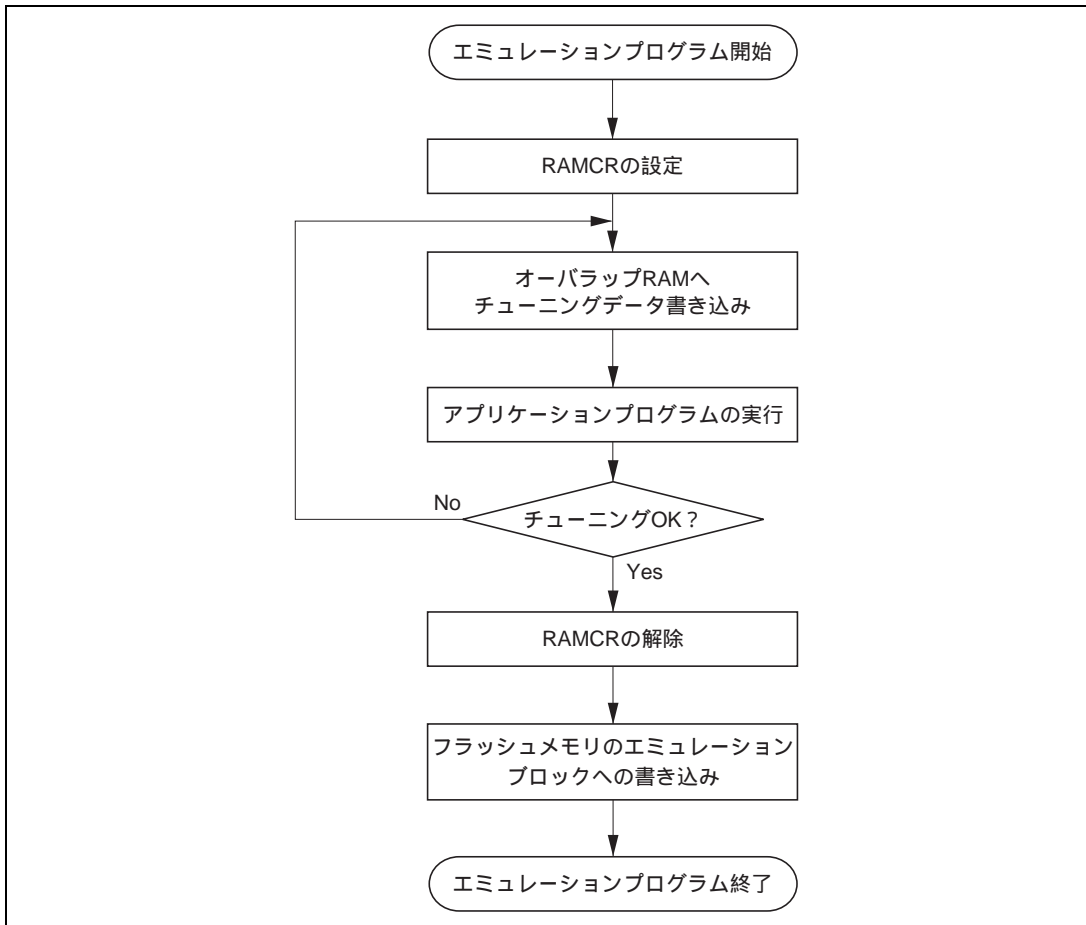 エミュレーションプログラム開始
RAMCRの設定
オーバラップRAMへ
チューニングデータ書き込み
アプリケーションプログラムの実行
No
チューニングOK？
Yes
RAMCRの解除
フラッシュメモリのエミュレーション
ブロックへの書き込み
エミュレーションプログラム終了